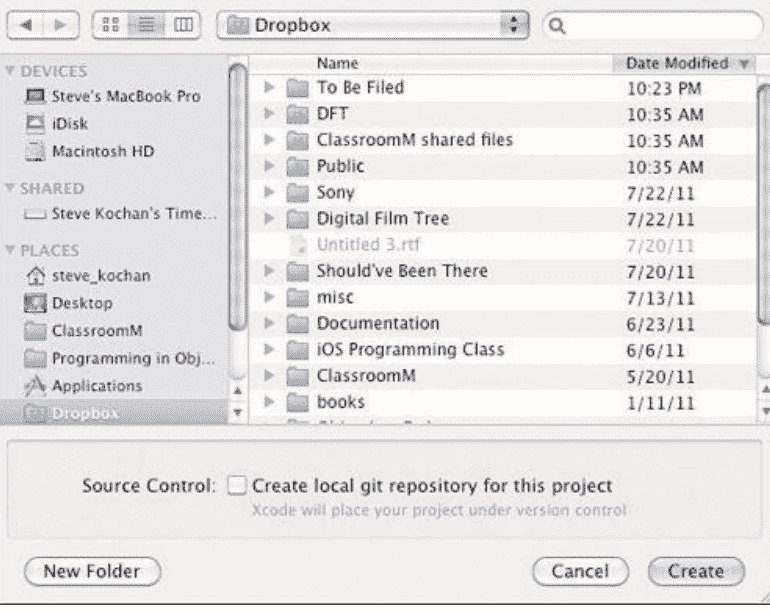 Dropbox
DEVICES
Steve's MacBook Pro
iDisk
Macintosh HD
SHARED
Steve Kochan's Time...
PLACES
steve_kochan
Desktop
ClassroomM
Programming in Obj...
Applications
Dropbox
Name Date Modified
To Be Filed 10:23 PM
DFT 10:35 AM
ClassroomM shared files 10:35 AM
Public 10:35 AM
Sony 7/22/11
Digital Film Tree 7/22/11
Untitled 3.rtf 7/20/11
Should've Been There 7/20/11
misc 7/13/11
Documentation 6/23/11
iOS Programming Class 6/6/11
ClassroomM 5/20/11
books 1/11/11
Source Control: Create local git repository for this project
Xcode will place your project under version control
New Folder Cancel Create